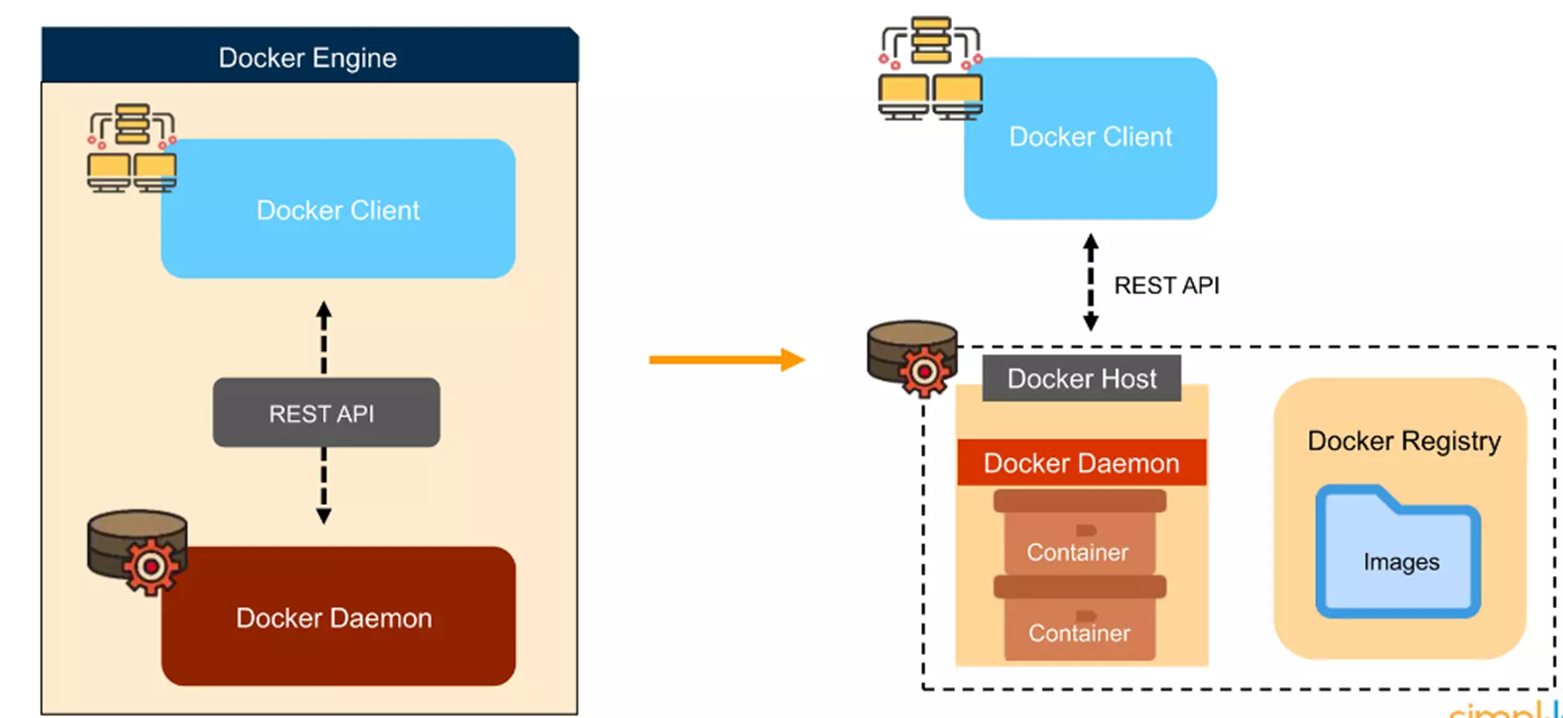 Docker Engine
Docker Client
REST API
Docker Daemon
Docker Client
REST API
Docker Host
Docker Daemon
Container
Container
Docker Registry
Images